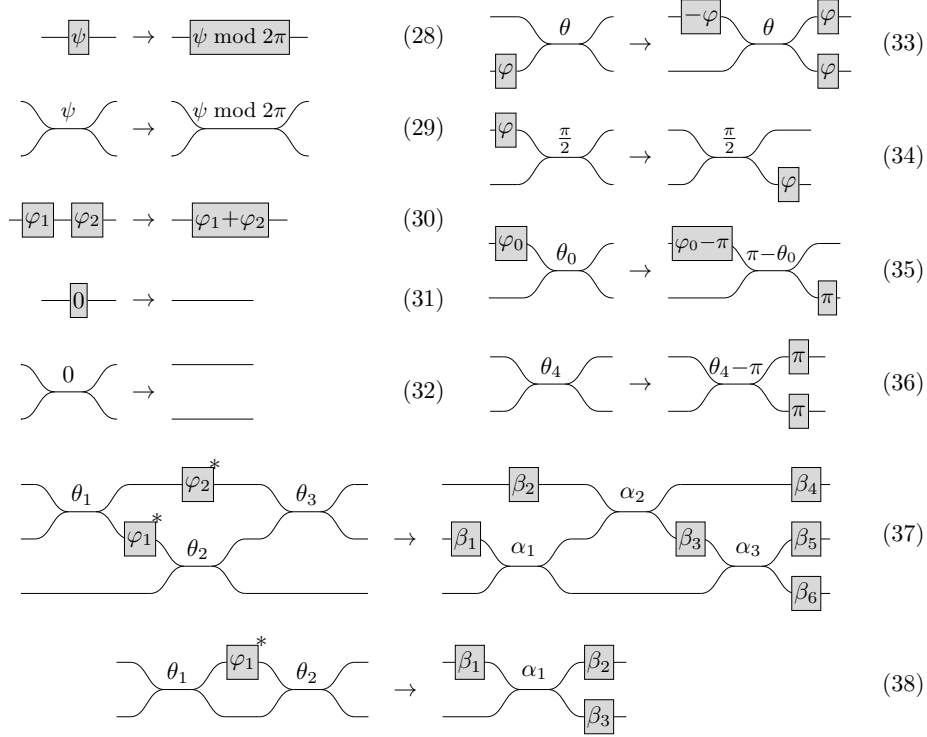 ψ → ψ mod 2π (28)
ψ → ψ mod 2π (29)
φ₁ φ₂ → φ₁+φ₂ (30)
0 → (31)
0 → (32)
θ φ → −φ θ φ φ (33)
φ π/2 → π/2 φ (34)
φ₀ θ₀ → φ₀−π π−θ₀ π (35)
θ₄ → θ₄−π π π (36)
θ₁ φ₂* θ₃ φ₁* θ₂ → β₂ α₂ β₄ β₁ α₁ β₃ α₃ β₅ β₆ (37)
θ₁ φ₁* θ₂ → β₁ α₁ β₂ β₃ (38)